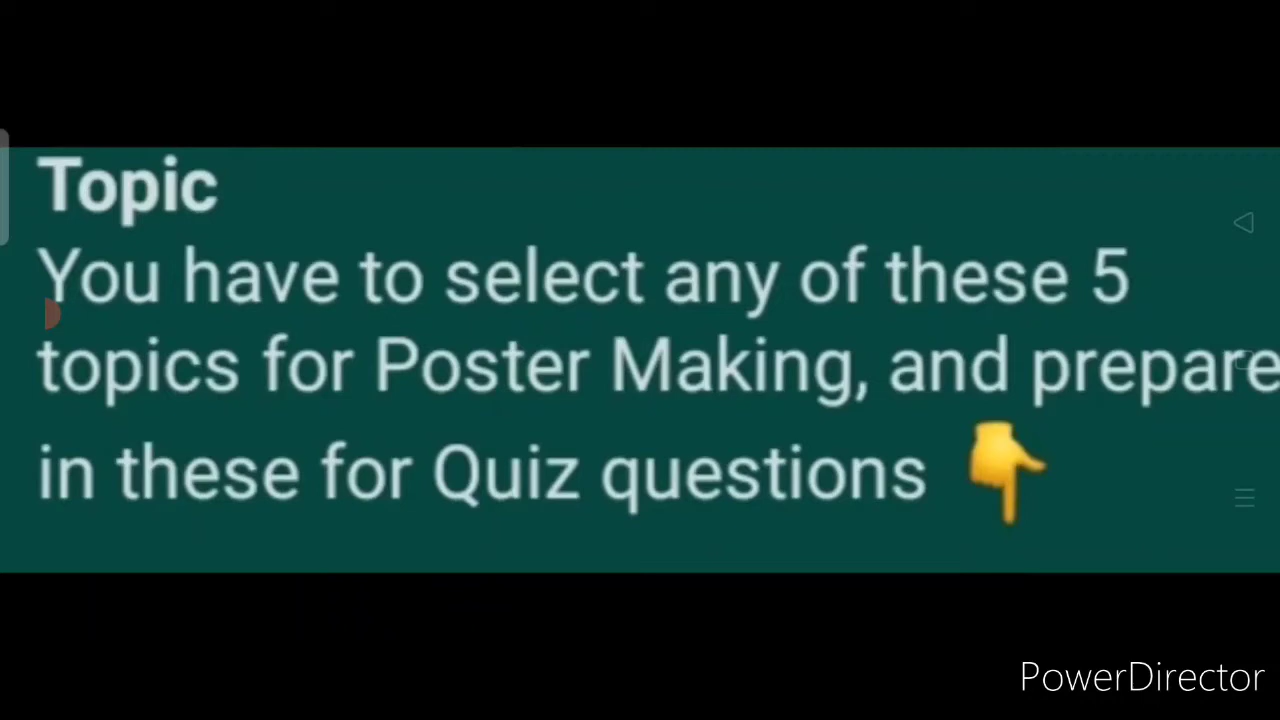 Topic
You have to select any of these 5
topics for Poster Making, and prepare
in these for Quiz questions 👇
PowerDirector